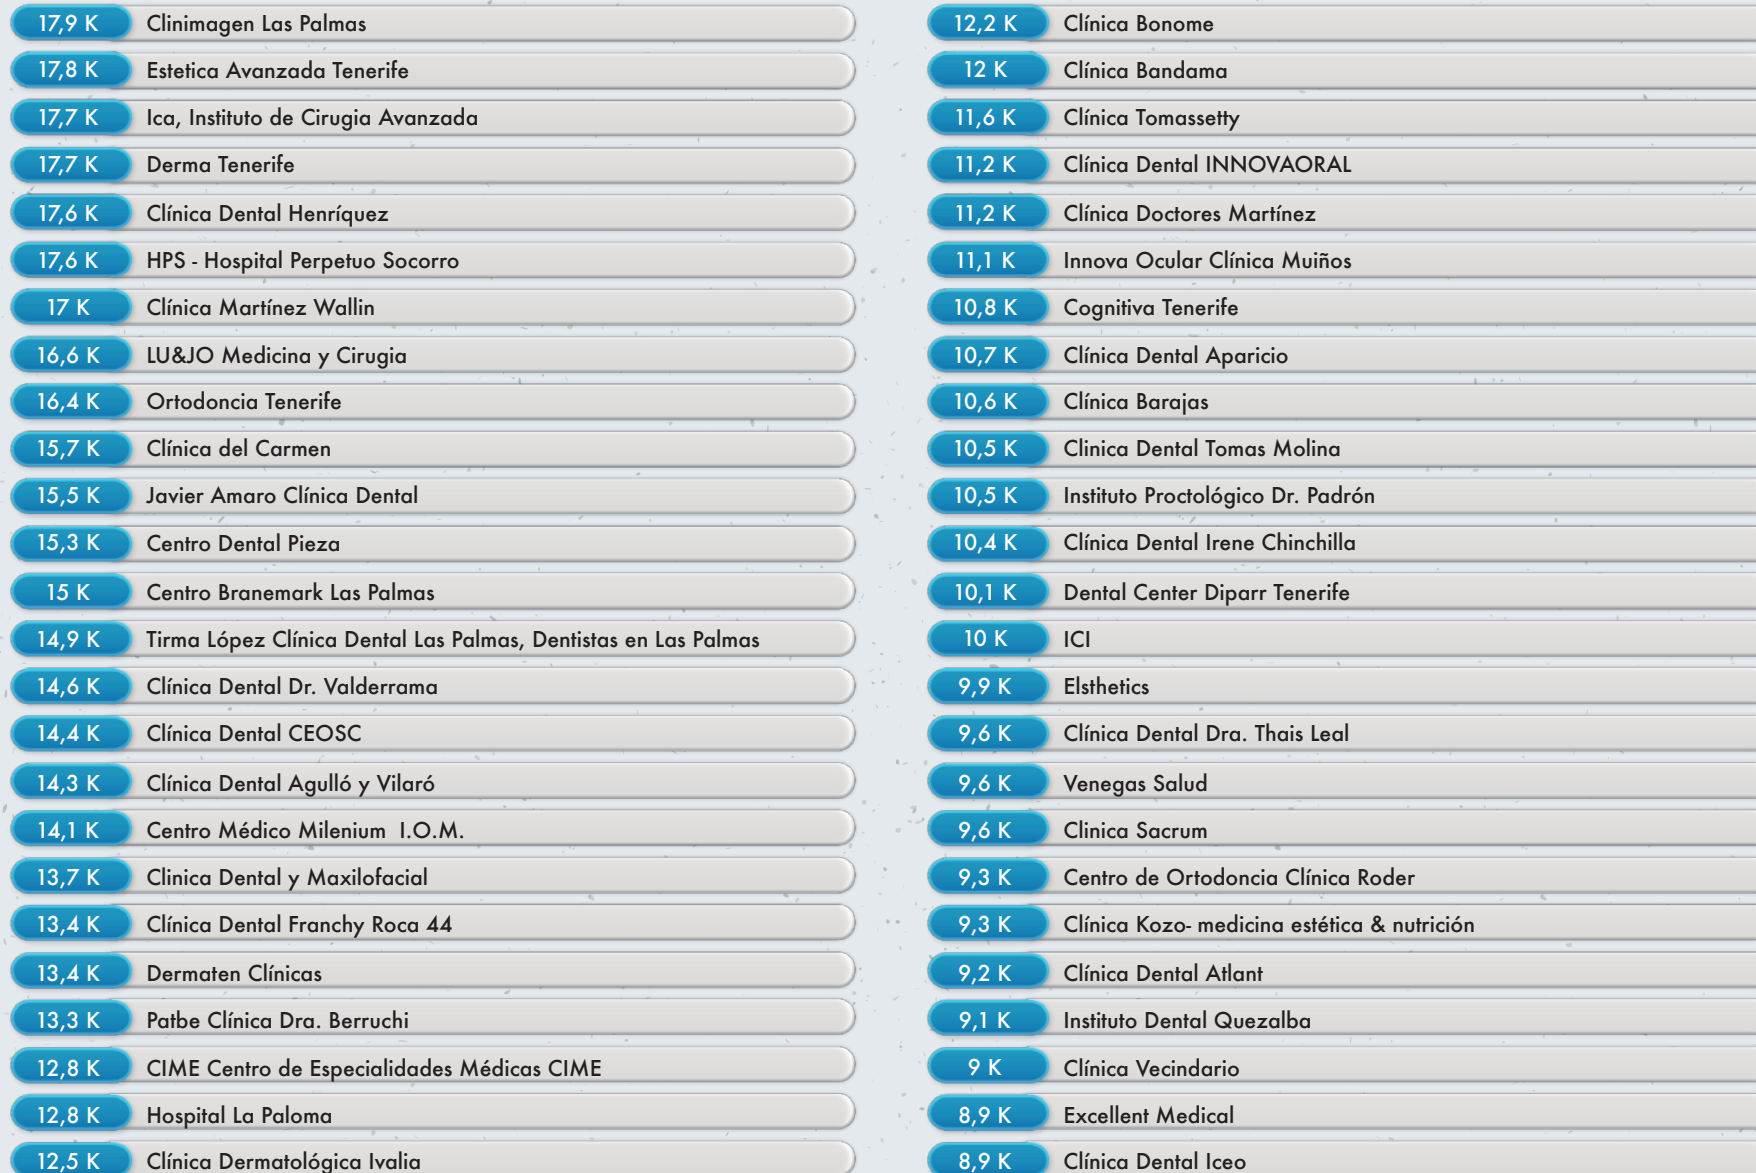 17,9 K Clinimagen Las Palmas
17,8 K Estetica Avanzada Tenerife
17,7 K Ica, Instituto de Cirugia Avanzada
17,7 K Derma Tenerife
17,6 K Clínica Dental Henríquez
17,6 K HPS - Hospital Perpetuo Socorro
17 K Clínica Martínez Wallin
16,6 K LU&JO Medicina y Cirugia
16,4 K Ortodoncia Tenerife
15,7 K Clínica del Carmen
15,5 K Javier Amaro Clínica Dental
15,3 K Centro Dental Pieza
15 K Centro Branemark Las Palmas
14,9 K Tirma López Clínica Dental Las Palmas, Dentistas en Las Palmas
14,6 K Clínica Dental Dr. Valderrama
14,4 K Clínica Dental CEOSC
14,3 K Clínica Dental Agulló y Vilaró
14,1 K Centro Médico Milenium I.O.M.
13,7 K Clinica Dental y Maxilofacial
13,4 K Clínica Dental Franchy Roca 44
13,4 K Dermaten Clínicas
13,3 K Patbe Clínica Dra. Berruchi
12,8 K CIME Centro de Especialidades Médicas CIME
12,8 K Hospital La Paloma
12,5 K Clínica Dermatológica Ivalia
12,2 K Clínica Bonome
12 K Clínica Bandama
11,6 K Clínica Tomassetty
11,2 K Clínica Dental INNOVAORAL
11,2 K Clínica Doctores Martínez
11,1 K Innova Ocular Clínica Muiños
10,8 K Cognitiva Tenerife
10,7 K Clínica Dental Aparicio
10,6 K Clínica Barajas
10,5 K Clinica Dental Tomas Molina
10,5 K Instituto Proctológico Dr. Padrón
10,4 K Clínica Dental Irene Chinchilla
10,1 K Dental Center Diparr Tenerife
10 K ICI
9,9 K Elsthetics
9,6 K Clínica Dental Dra. Thais Leal
9,6 K Venegas Salud
9,6 K Clinica Sacrum
9,3 K Centro de Ortodoncia Clínica Roder
9,3 K Clínica Kozo- medicina estética & nutrición
9,2 K Clínica Dental Atlant
9,1 K Instituto Dental Quezalba
9 K Clínica Vecindario
8,9 K Excellent Medical
8,9 K Clínica Dental Iceo